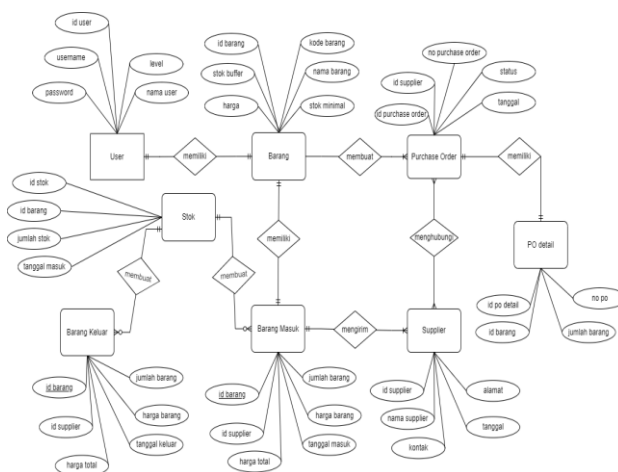 id user
username
level
password
nama user
User
memiliki
id barang
kode barang
stok buffer
nama barang
harga
stok minimal
Barang
membuat
no purchase order
id supplier
status
tanggal
id purchase order
Purchase Order
memiliki
id stok
id barang
jumlah stok
tanggal masuk
Stok
membuat
membuat
memiliki
menghubung
PO detail
id po detail
no po
id barang
jumlah barang
Barang Keluar
Barang Masuk
mengirim
Supplier
jumlah barang
id barang
harga barang
id supplier
tanggal keluar
harga total
jumlah barang
id barang
harga barang
id supplier
tanggal masuk
harga total
id supplier
alamat
nama supplier
tanggal
kontak